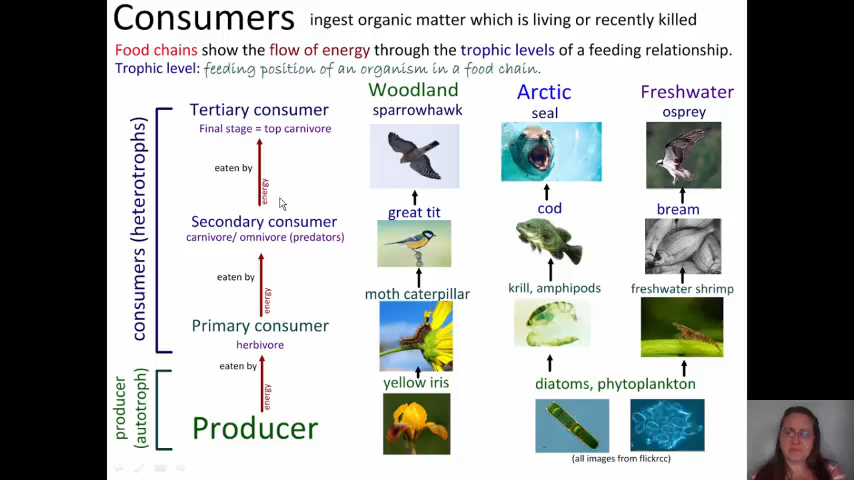 Consumers ingest organic matter which is living or recently killed
Food chains show the flow of energy through the trophic levels of a feeding relationship.
Trophic level: feeding position of an organism in a food chain.
Woodland
Arctic
Freshwater
Tertiary consumer
Final stage = top carnivore
sparrowhawk
seal
osprey
eaten by
energy
Secondary consumer
carnivore/ omnivore (predators)
great tit
cod
bream
eaten by
energy
Primary consumer
herbivore
moth caterpillar
krill, amphipods
freshwater shrimp
eaten by
energy
Producer
yellow iris
diatoms, phytoplankton
consumers (heterotrophs)
producer
(autotroph)
(all images from flickrcc)